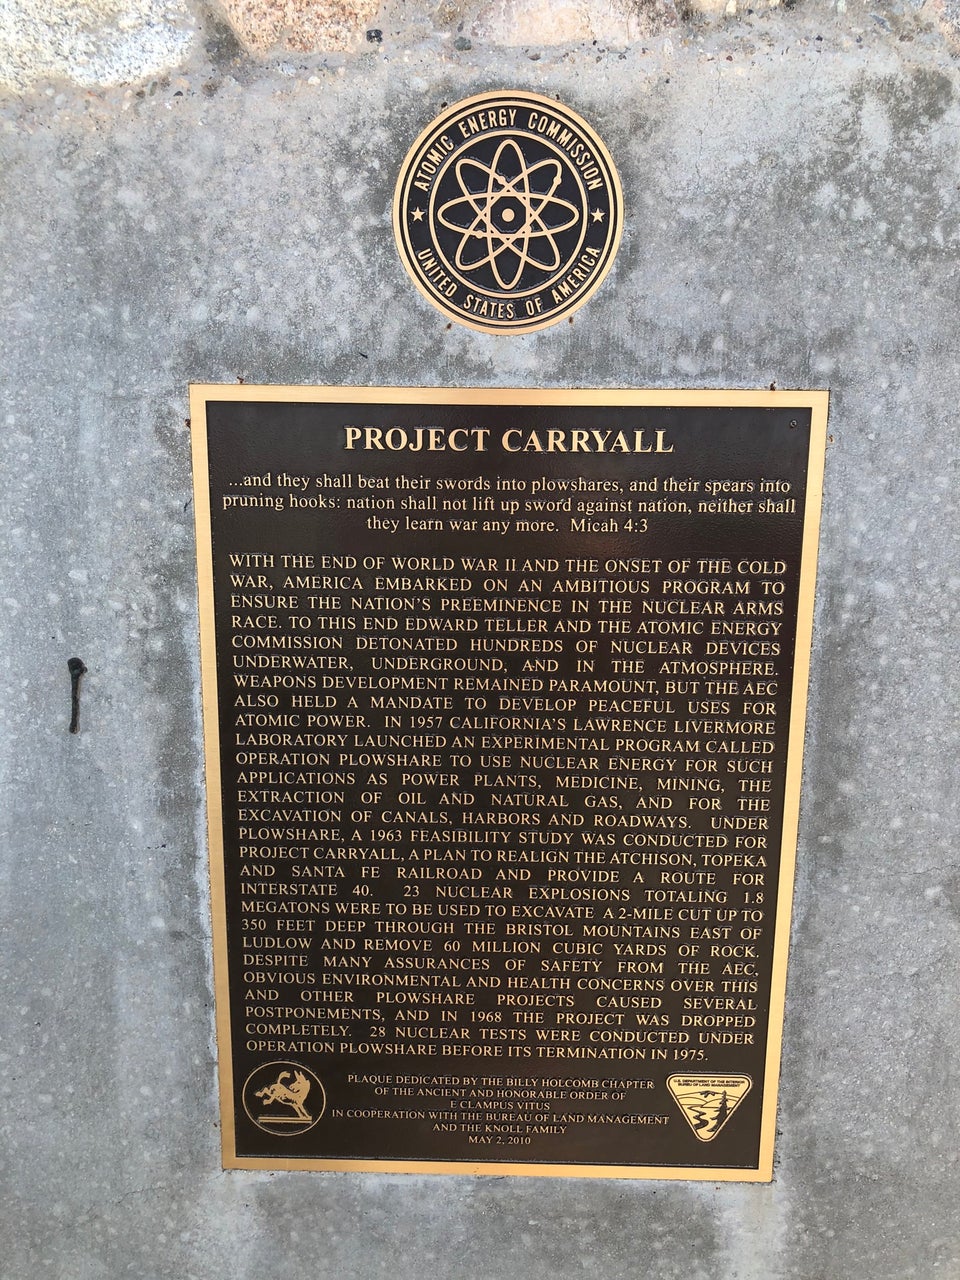 ATOMIC ENERGY COMMISSION
UNITED STATES OF AMERICA
PROJECT CARRYALL
...and they shall beat their swords into plowshares, and their spears into
pruning hooks: nation shall not lift up sword against nation, neither shall
they learn war any more. Micah 4:3
WITH THE END OF WORLD WAR II AND THE ONSET OF THE COLD
WAR, AMERICA EMBARKED ON AN AMBITIOUS PROGRAM TO
ENSURE THE NATION'S PREEMINENCE IN THE NUCLEAR ARMS
RACE. TO THIS END EDWARD TELLER AND THE ATOMIC ENERGY
COMMISSION DETONATED HUNDREDS OF NUCLEAR DEVICES
UNDERWATER, UNDERGROUND, AND IN THE ATMOSPHERE.
WEAPONS DEVELOPMENT REMAINED PARAMOUNT, BUT THE AEC
ALSO HELD A MANDATE TO DEVELOP PEACEFUL USES FOR
ATOMIC POWER. IN 1957 CALIFORNIA'S LAWRENCE LIVERMORE
LABORATORY LAUNCHED AN EXPERIMENTAL PROGRAM CALLED
OPERATION PLOWSHARE TO USE NUCLEAR ENERGY FOR SUCH
APPLICATIONS AS POWER PLANTS, MEDICINE, MINING, THE
EXTRACTION OF OIL AND NATURAL GAS, AND FOR THE
EXCAVATION OF CANALS, HARBORS AND ROADWAYS. UNDER
PLOWSHARE, A 1963 FEASIBILITY STUDY WAS CONDUCTED FOR
PROJECT CARRYALL, A PLAN TO REALIGN THE ATCHISON, TOPEKA
AND SANTA FE RAILROAD AND PROVIDE A ROUTE FOR
INTERSTATE 40. 23 NUCLEAR EXPLOSIONS TOTALING 1.8
MEGATONS WERE TO BE USED TO EXCAVATE A 2-MILE CUT UP TO
350 FEET DEEP THROUGH THE BRISTOL MOUNTAINS EAST OF
LUDLOW AND REMOVE 60 MILLION CUBIC YARDS OF ROCK.
DESPITE MANY ASSURANCES OF SAFETY FROM THE AEC,
OBVIOUS ENVIRONMENTAL AND HEALTH CONCERNS OVER THIS
AND OTHER PLOWSHARE PROJECTS CAUSED SEVERAL
POSTPONEMENTS, AND IN 1968 THE PROJECT WAS DROPPED
COMPLETELY. 28 NUCLEAR TESTS WERE CONDUCTED UNDER
OPERATION PLOWSHARE BEFORE ITS TERMINATION IN 1975.
PLAQUE DEDICATED BY THE BILLY HOLCOMB CHAPTER
OF THE ANCIENT AND HONORABLE ORDER OF
E CLAMPUS VITUS
IN COOPERATION WITH THE BUREAU OF LAND MANAGEMENT
AND THE KNOLL FAMILY
MAY 2, 2010
U.S. DEPARTMENT OF THE INTERIOR
BUREAU OF LAND MANAGEMENT